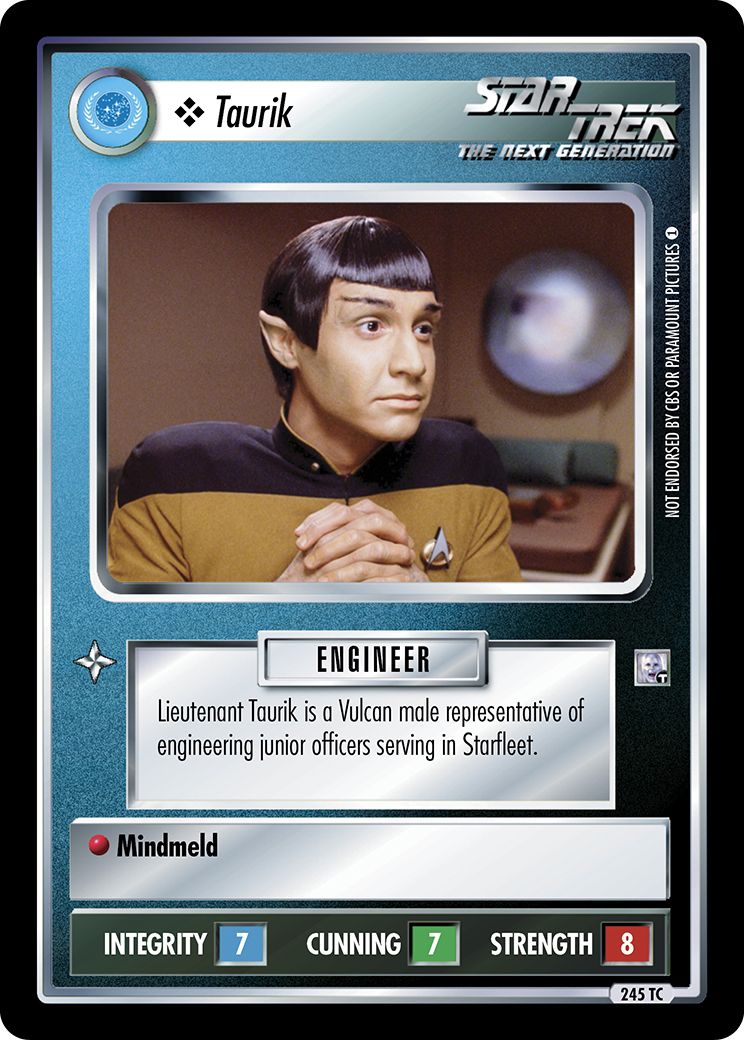 ❖ Taurik
STAR TREK
THE NEXT GENERATION
NOT ENDORSED BY CBS OR PARAMOUNT PICTURES 1
ENGINEER
Lieutenant Taurik is a Vulcan male representative of
engineering junior officers serving in Starfleet.
T
Mindmeld
INTEGRITY 7 CUNNING 7 STRENGTH 8
245 TC